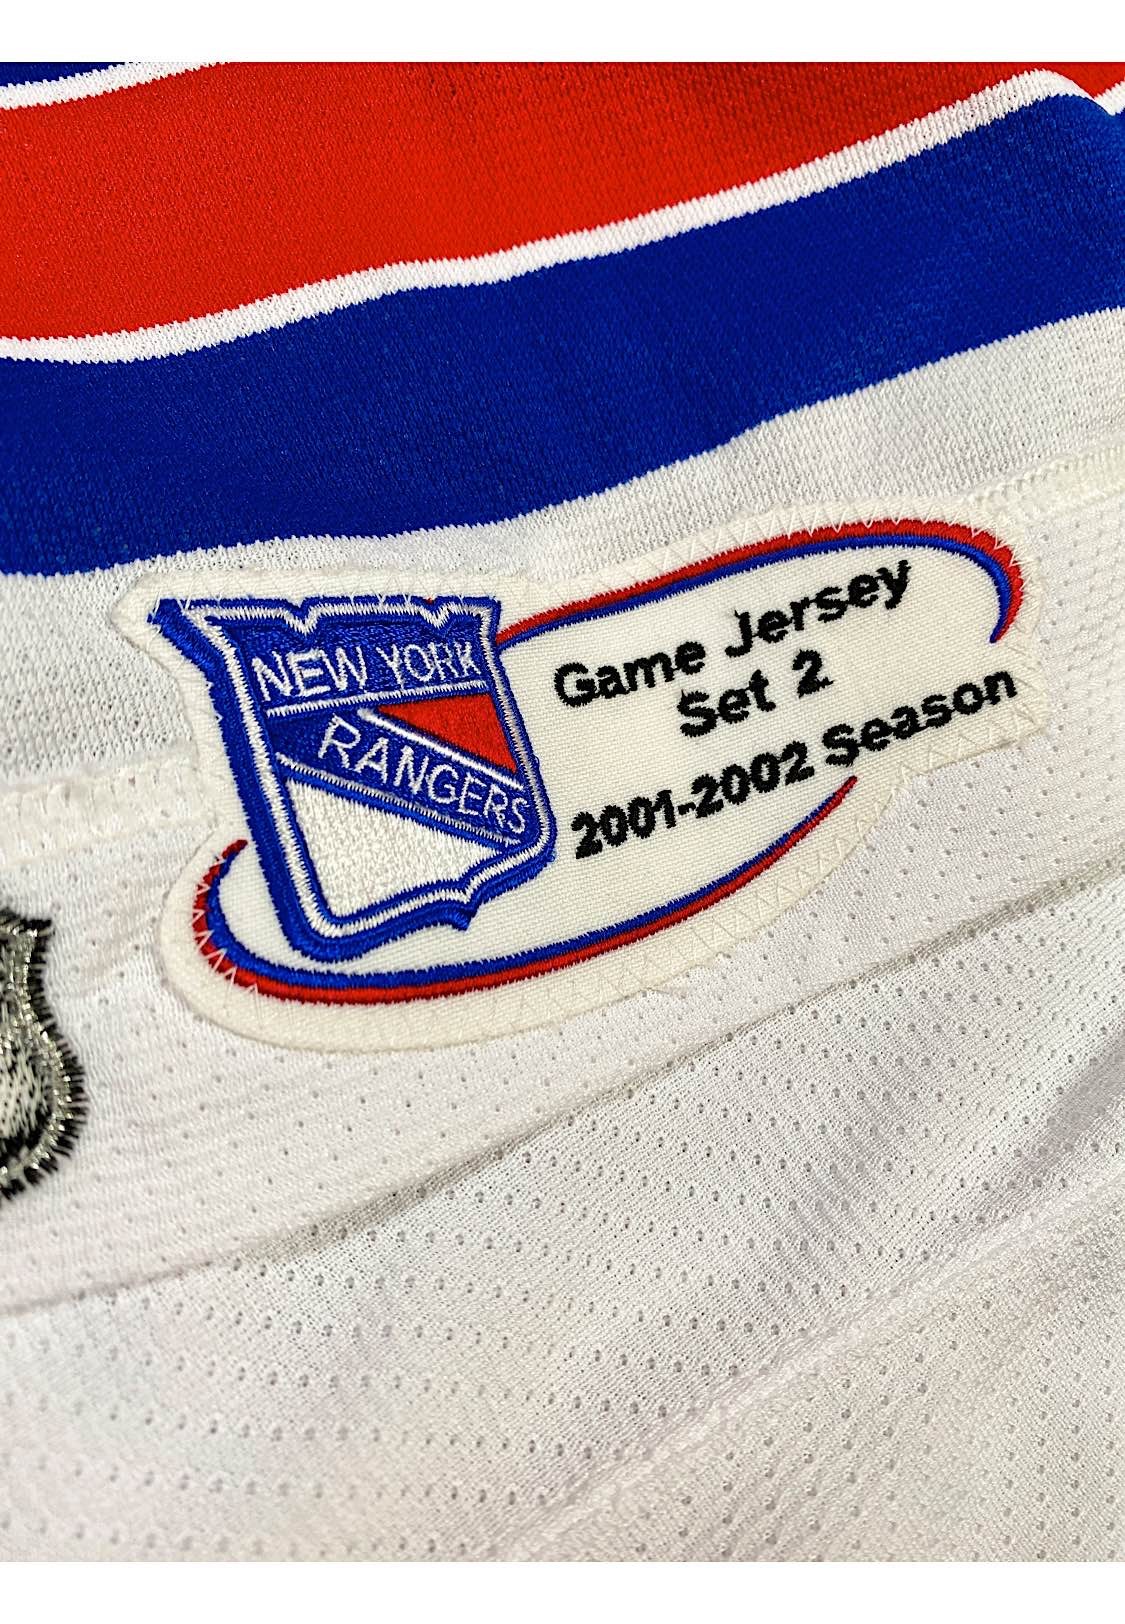 NEW YORK
RANGERS
Game Jersey
Set 2
2001-2002 Season